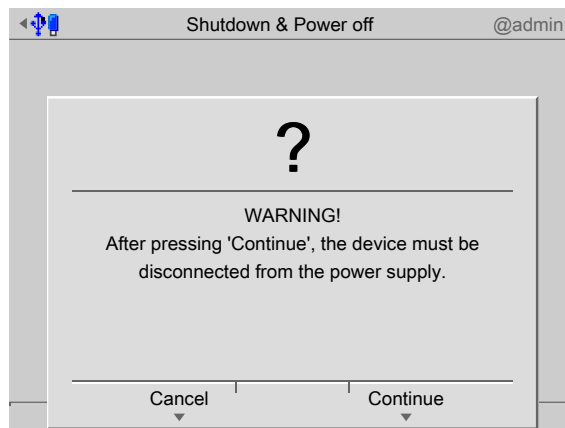 Shutdown & Power off @admin
?
WARNING!
After pressing 'Continue', the device must be
disconnected from the power supply.
Cancel Continue